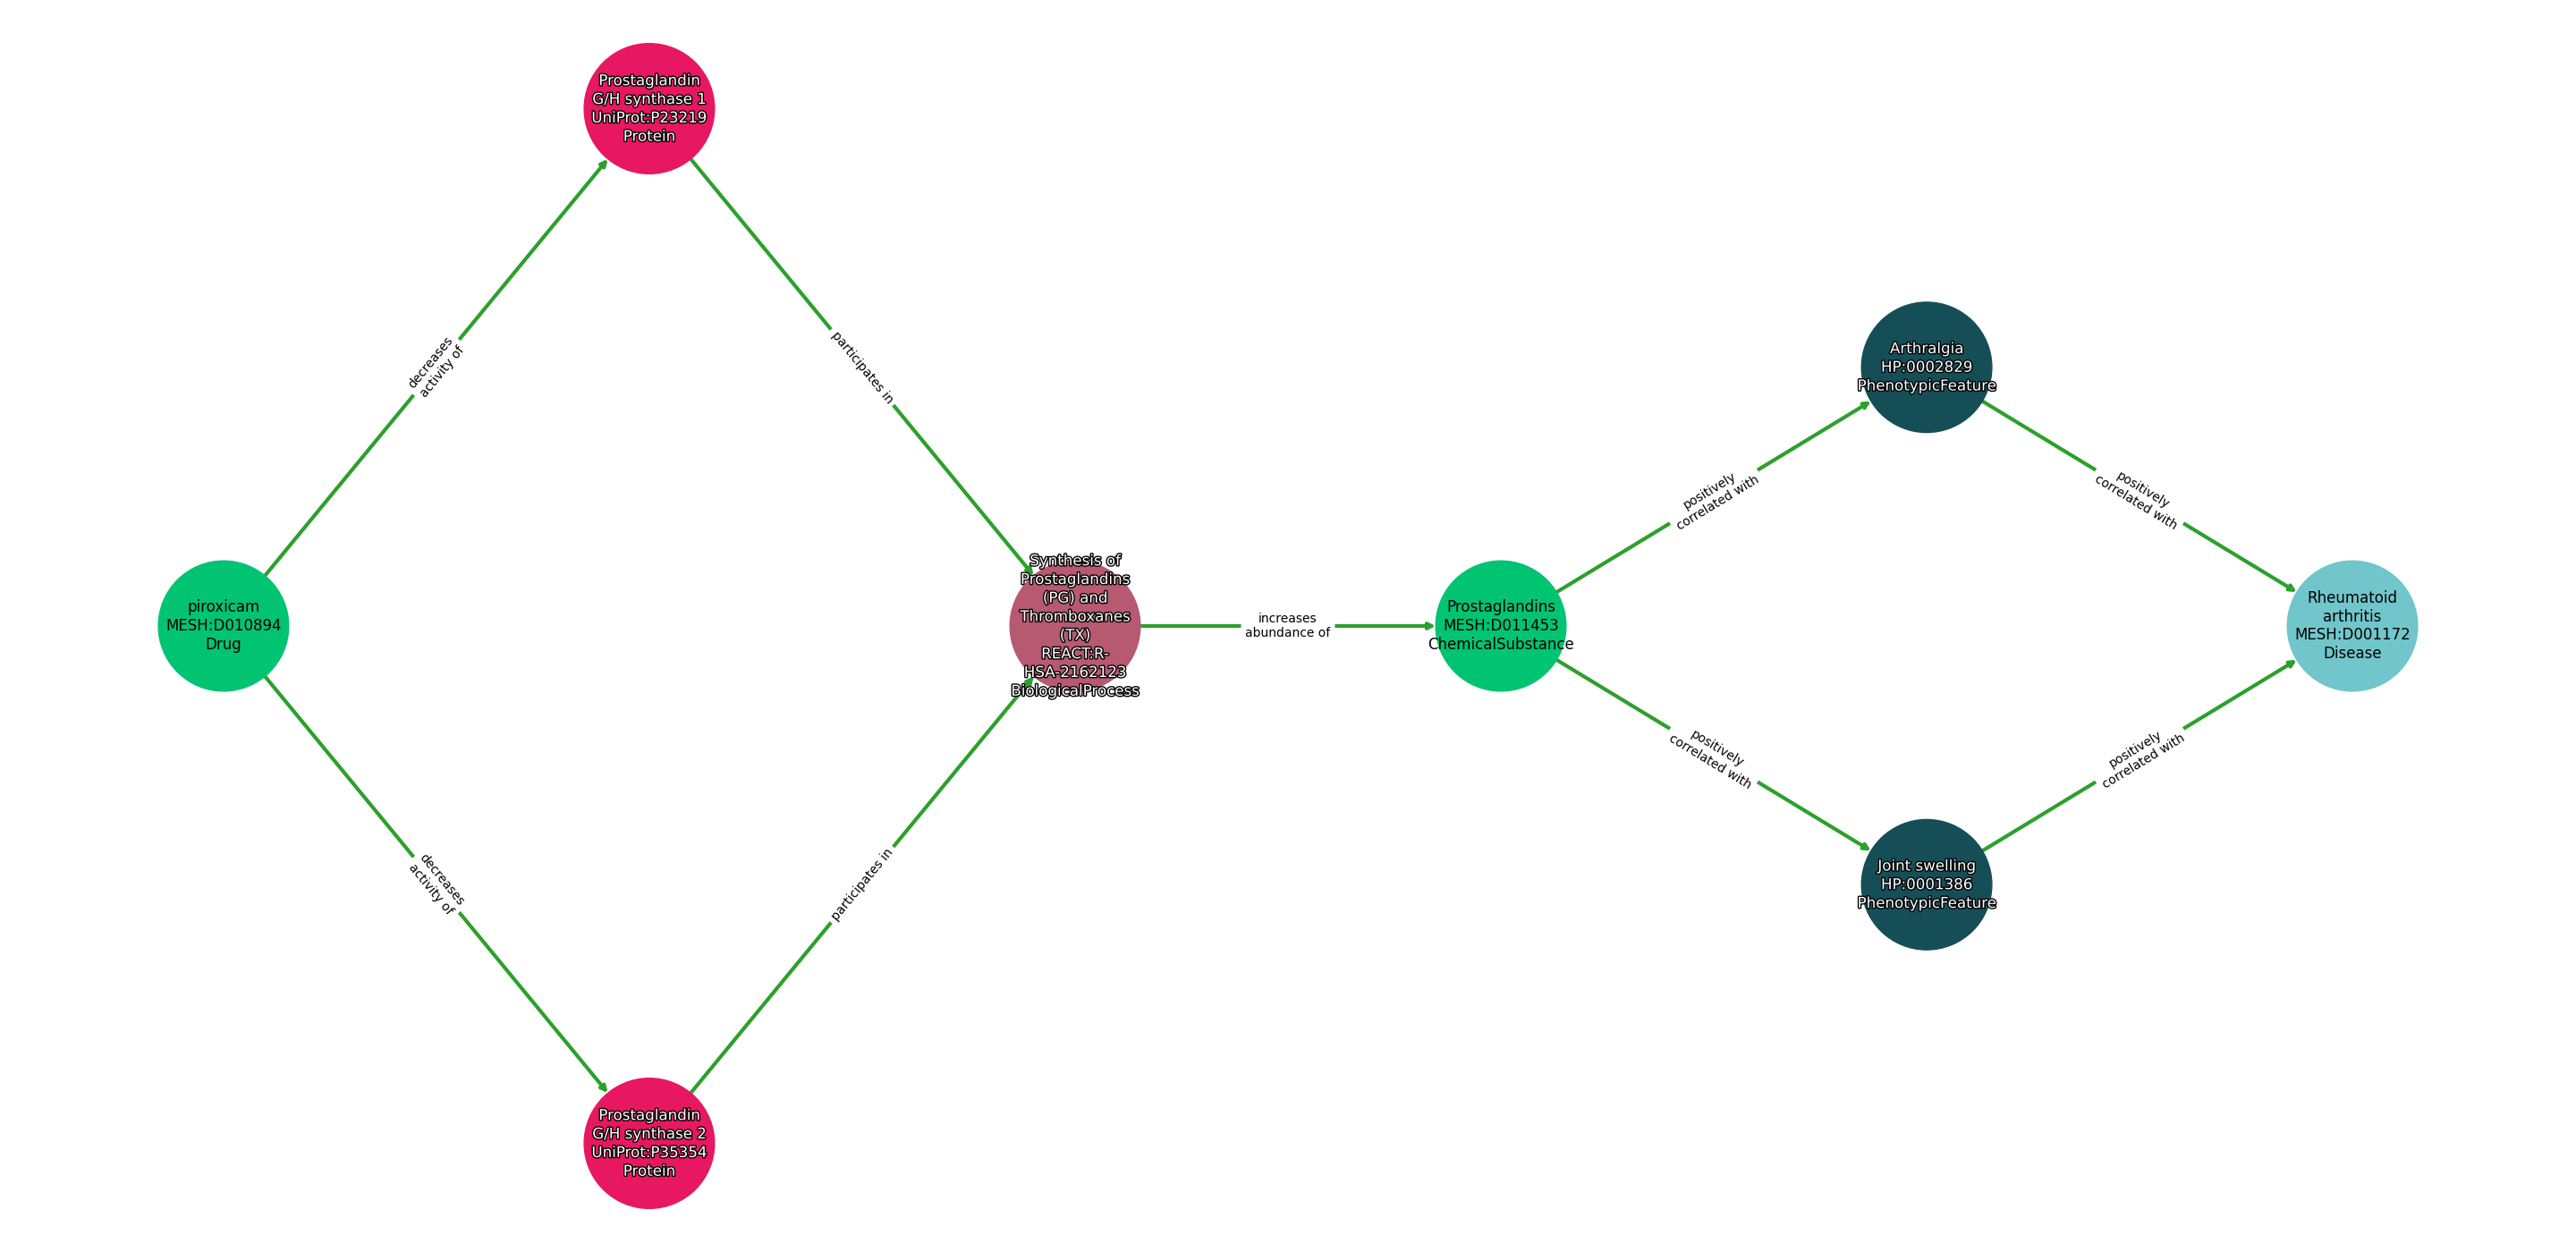 Prostaglandin
G/H synthase 1
UniProt:P23219
Protein
decreases
activity of
participates in
piroxicam
MESH:D010894
Drug
Synthesis of
Prostaglandins
(PG) and
Thromboxanes
(TX)
REACT:R-
HSA-2162123
BiologicalProcess
increases
abundance of
Prostaglandins
MESH:D011453
ChemicalSubstance
Arthralgia
HP:0002829
PhenotypicFeature
positively
correlated with
positively
correlated with
Rheumatoid
arthritis
MESH:D001172
Disease
positively
correlated with
positively
correlated with
Joint swelling
HP:0001386
PhenotypicFeature
decreases
activity of
participates in
Prostaglandin
G/H synthase 2
UniProt:P35354
Protein